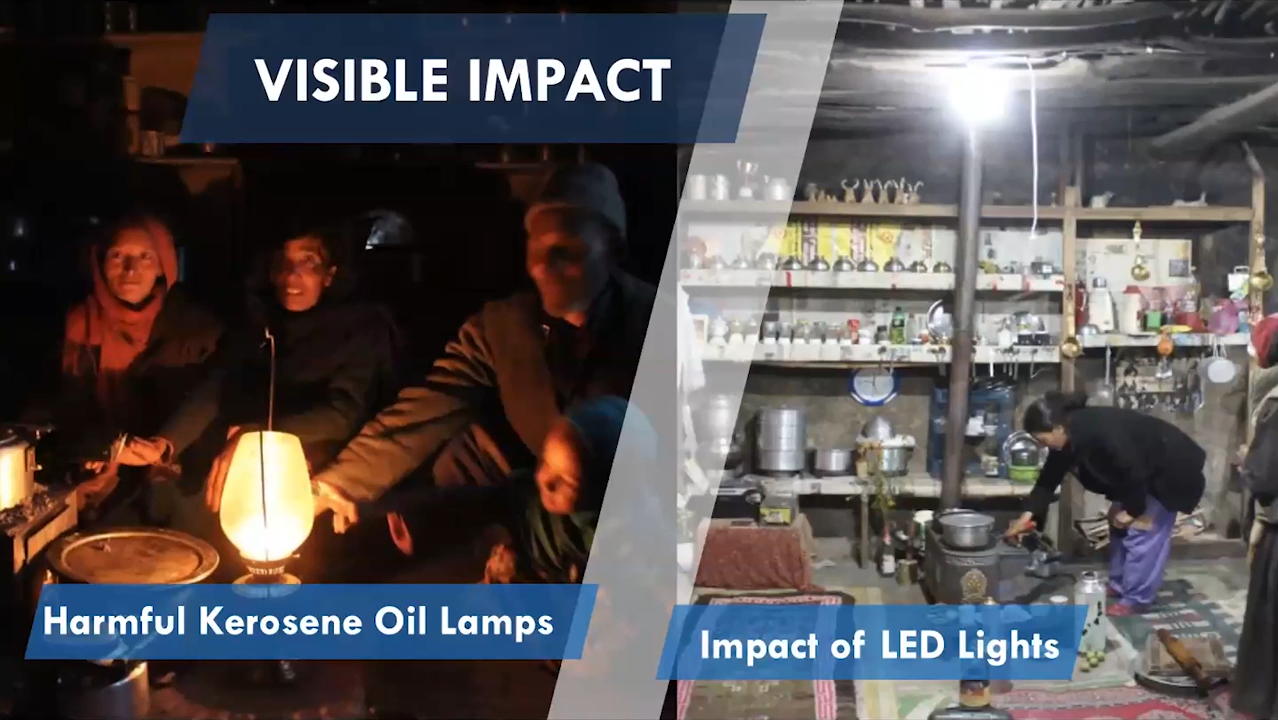 VISIBLE IMPACT
Harmful Kerosene Oil Lamps
Impact of LED Lights